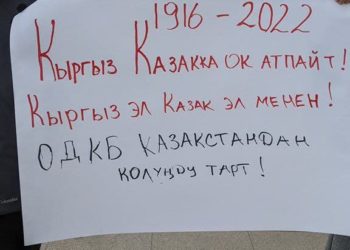 1916 - 2022
Кыргыз Казакка ок атпайт!
Кыргыз эл Казак эл менен!
ОДКБ Казакстандан
колуңду тарт!